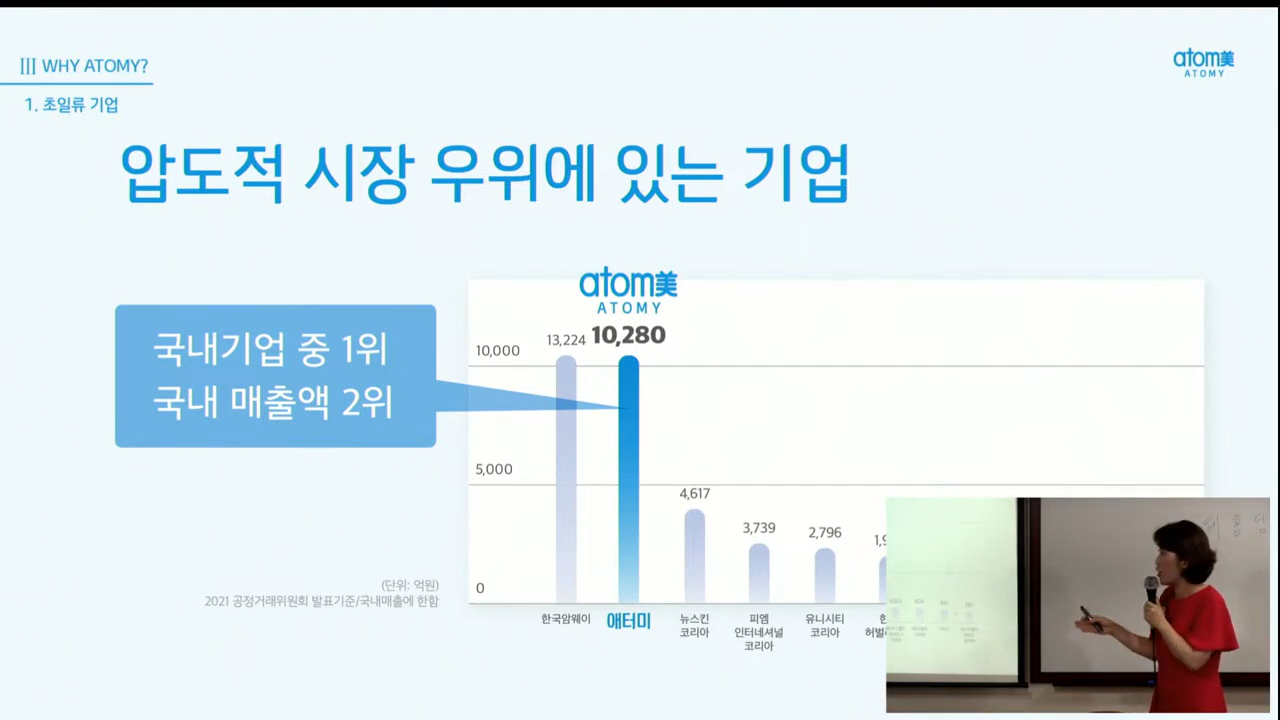 III WHY ATOMY?
atom美
ATOMY
1. 초일류 기업
압도적 시장 우위에 있는 기업
국내기업 중 1위
국내 매출액 2위
atom美
ATOMY
13,224
10,280
10,000
5,000
4,617
3,739
2,796
0
(단위: 억원)
2021 공정거래위원회 발표기준/국내매출에 한함
한국암웨이
애터미
뉴스킨
코리아
피엠
인터네셔널
코리아
유니시티
코리아